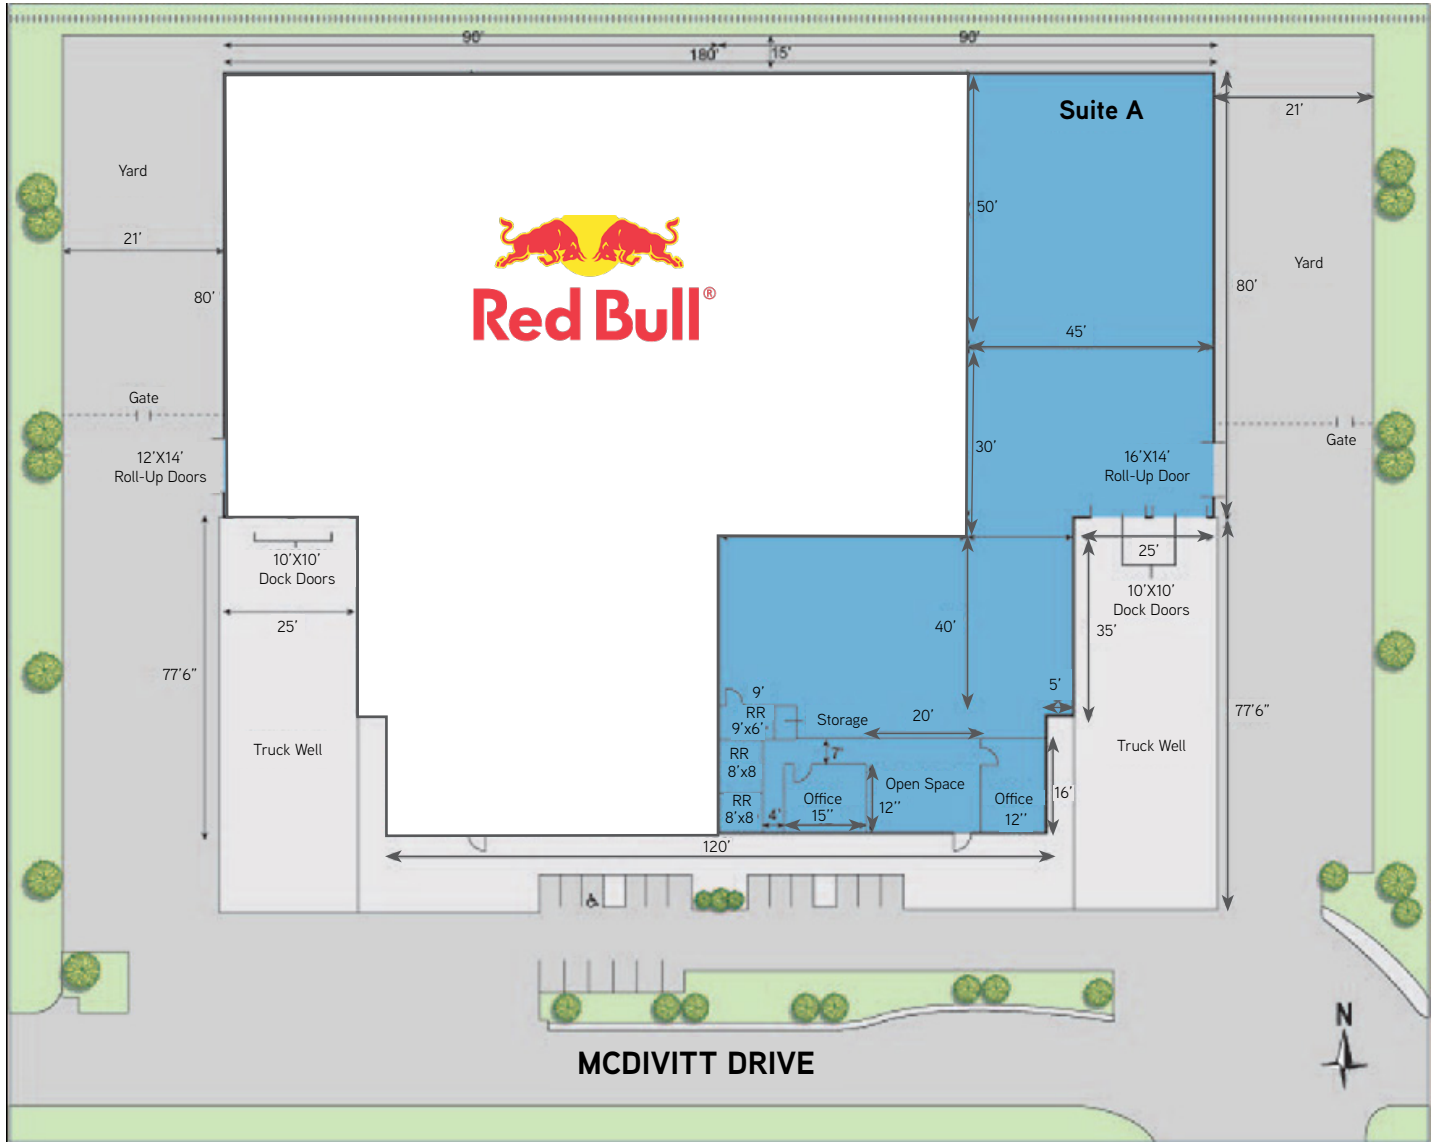 90'
90'
180'
15'
Suite A
21'
Yard
50'
21'
Yard
80'
80'
Red Bull®
45'
Gate
Gate
30'
12'X14'
Roll-Up Doors
16'X14'
Roll-Up Door
10'X10'
Dock Doors
25'
10'X10'
Dock Doors
25'
40'
35'
77'6"
5'
9'
RR
9'x6'
Storage
20'
77'6"
Truck Well
Truck Well
7'
RR
8'x8
Open Space
RR
8'x8
4'
Office
15''
12''
Office
12''
16'
120'
MCDIVITT DRIVE
N